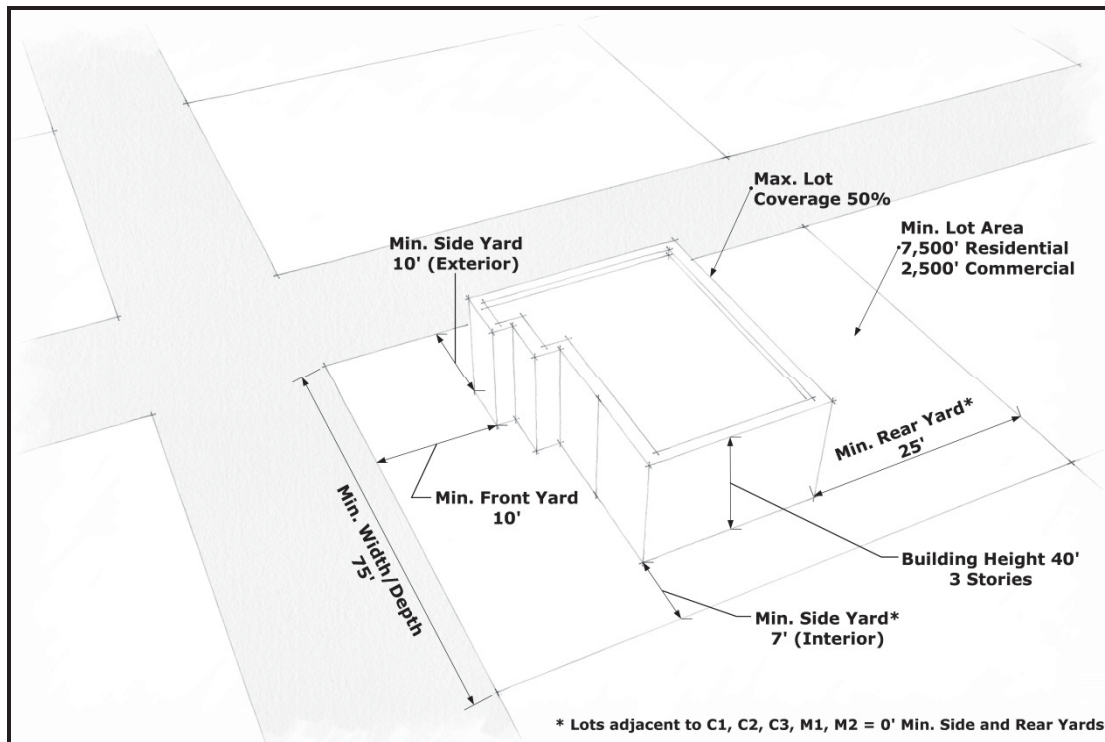 Max. Lot
Coverage 50%
Min. Lot Area
7,500' Residential
2,500' Commercial
Min. Side Yard
10' (Exterior)
Min. Rear Yard*
25'
Min. Front Yard
10'
Min. Width/Depth
75'
Building Height 40'
3 Stories
Min. Side Yard*
7' (Interior)
* Lots adjacent to C1, C2, C3, M1, M2 = 0' Min. Side and Rear Yards